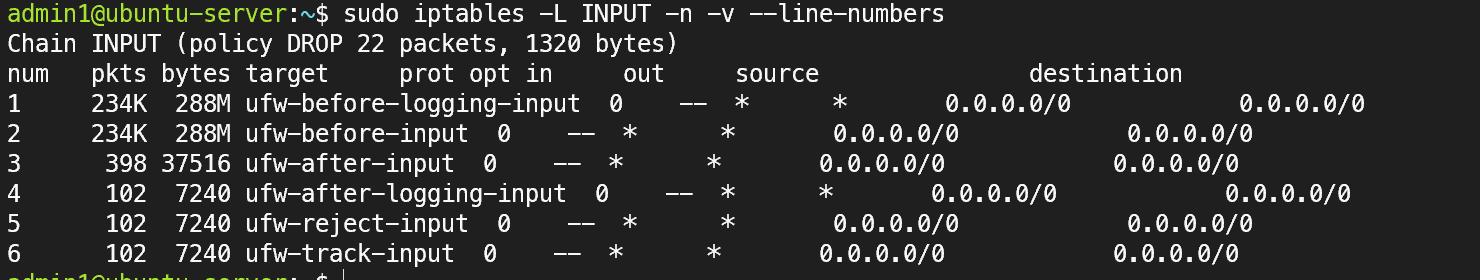 admin1@ubuntu-server:~$ sudo iptables -L INPUT -n -v --line-numbers
Chain INPUT (policy DROP 22 packets, 1320 bytes)
num   pkts bytes target     prot opt in     out     source               destination
1     234K  288M ufw-before-logging-input  0    --  *      *       0.0.0.0/0            0.0.0.0/0
2     234K  288M ufw-before-input  0    --  *      *       0.0.0.0/0            0.0.0.0/0
3      398 37516 ufw-after-input  0    --  *      *       0.0.0.0/0            0.0.0.0/0
4      102  7240 ufw-after-logging-input  0    --  *      *       0.0.0.0/0            0.0.0.0/0
5      102  7240 ufw-reject-input  0    --  *      *       0.0.0.0/0            0.0.0.0/0
6      102  7240 ufw-track-input  0    --  *      *       0.0.0.0/0            0.0.0.0/0
admin1@ubuntu-server:~$